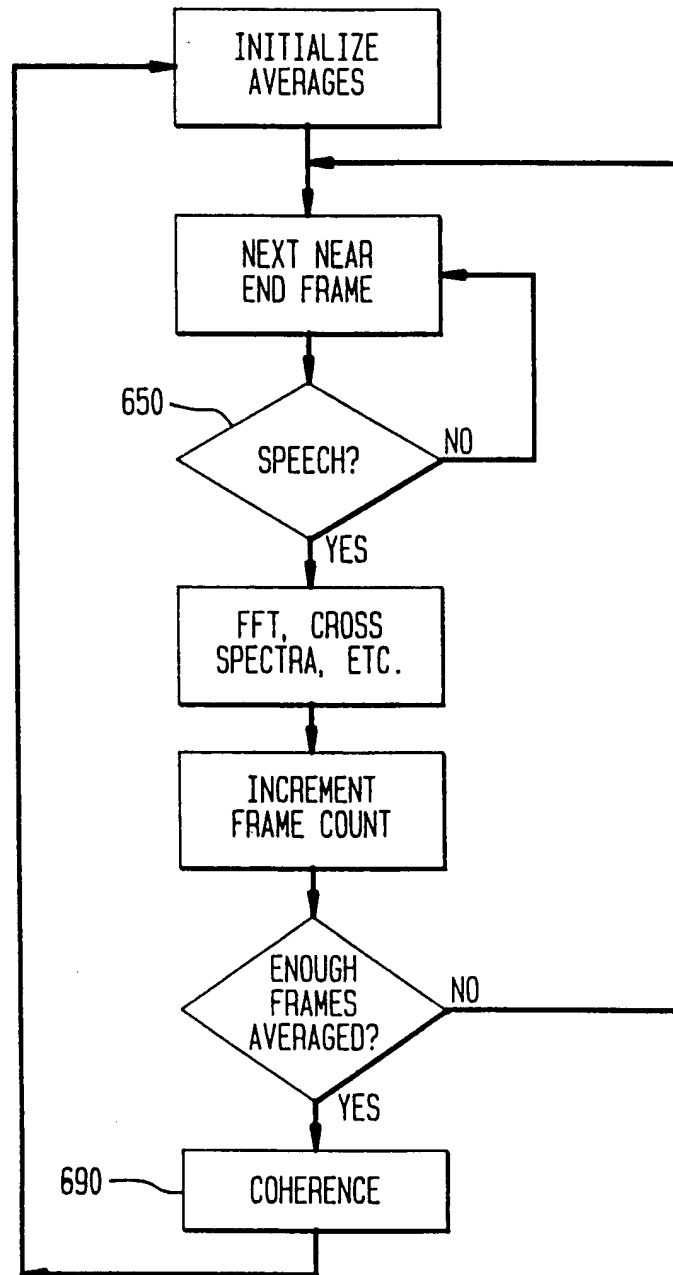 INITIALIZE
AVERAGES
NEXT NEAR
END FRAME
650
SPEECH?
NO
YES
FFT, CROSS
SPECTRA, ETC.
INCREMENT
FRAME COUNT
ENOUGH
FRAMES
AVERAGED?
NO
YES
690
COHERENCE